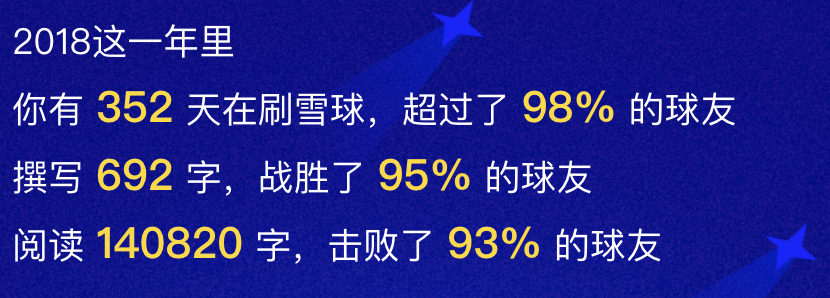 2018这一年里
你有 352 天在刷雪球，超过了 98% 的球友
撰写 692 字，战胜了 95% 的球友
阅读 140820 字，击败了 93% 的球友